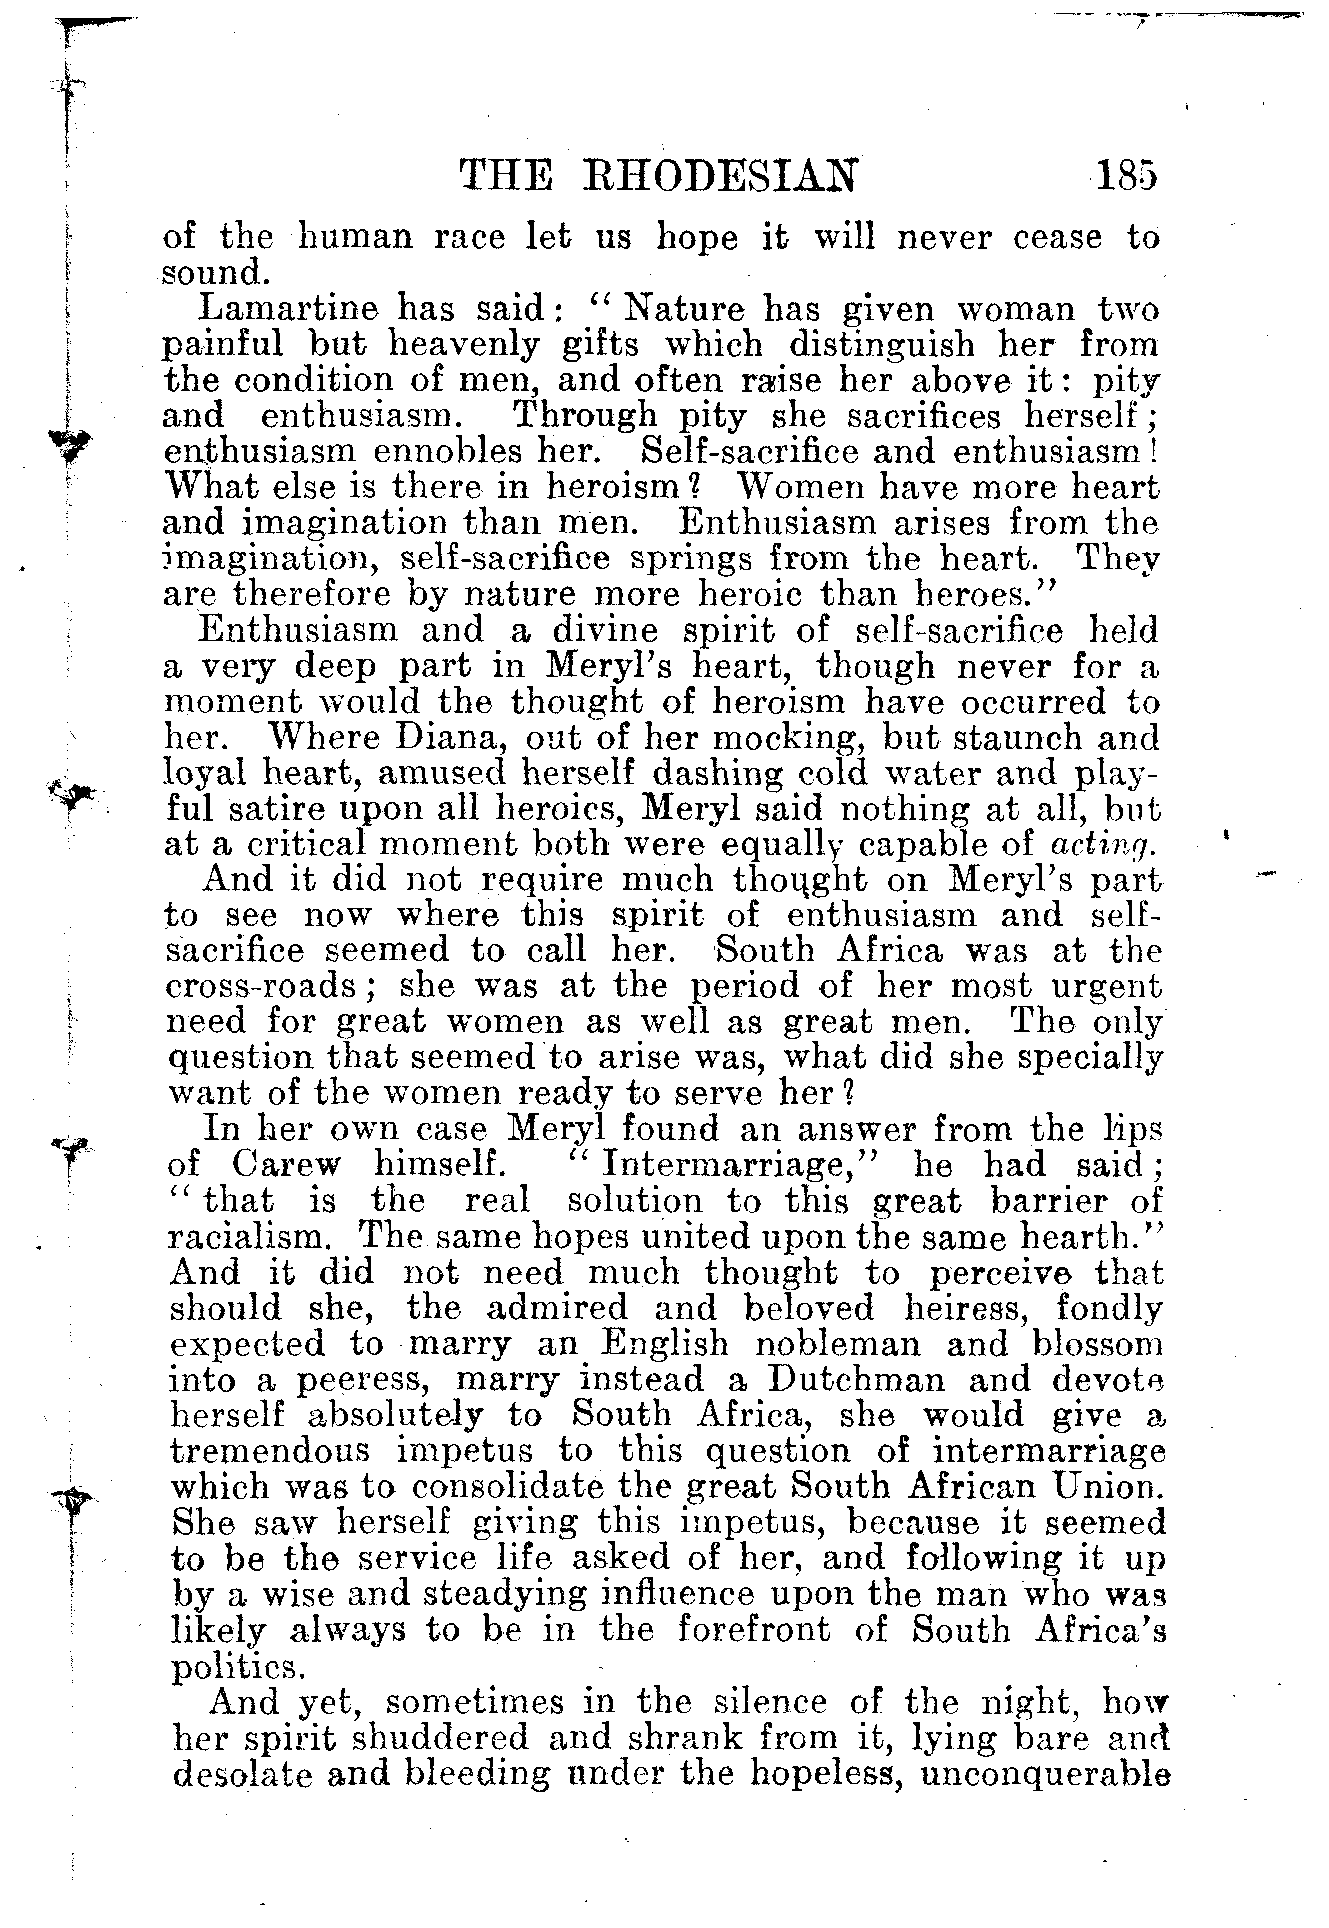 THE RHODESIAN 185
of the human race let us hope it will never cease to
sound.
Lamartine has said: "Nature has given woman two
painful but heavenly gifts which distinguish her from
the condition of men, and often raise her above it: pity
and enthusiasm. Through pity she sacrifices herself;
enthusiasm ennobles her. Self-sacrifice and enthusiasm!
What else is there in heroism? Women have more heart
and imagination than men. Enthusiasm arises from the
imagination, self-sacrifice springs from the heart. They
are therefore by nature more heroic than heroes."
Enthusiasm and a divine spirit of self-sacrifice held
a very deep part in Meryl's heart, though never for a
moment would the thought of heroism have occurred to
her. Where Diana, out of her mocking, but staunch and
loyal heart, amused herself dashing cold water and play-
ful satire upon all heroics, Meryl said nothing at all, but
at a critical moment both were equally capable of acting.
And it did not require much thought on Meryl's part
to see now where this spirit of enthusiasm and self-
sacrifice seemed to call her. South Africa was at the
cross-roads; she was at the period of her most urgent
need for great women as well as great men. The only
question that seemed to arise was, what did she specially
want of the women ready to serve her?
In her own case Meryl found an answer from the lips
of Carew himself. "Intermarriage," he had said;
"that is the real solution to this great barrier of
racialism. The same hopes united upon the same hearth."
And it did not need much thought to perceive that
should she, the admired and beloved heiress, fondly
expected to marry an English nobleman and blossom
into a peeress, marry instead a Dutchman and devote
herself absolutely to South Africa, she would give a
tremendous impetus to this question of intermarriage
which was to consolidate the great South African Union.
She saw herself giving this impetus, because it seemed
to be the service life asked of her, and following it up
by a wise and steadying influence upon the man who was
likely always to be in the forefront of South Africa's
politics.
And yet, sometimes in the silence of the night, how
her spirit shuddered and shrank from it, lying bare and
desolate and bleeding under the hopeless, unconquerable